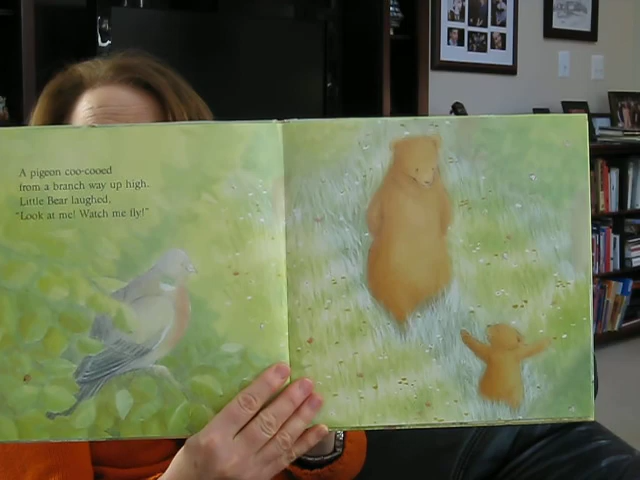 A pigeon coo-cooed
from a branch way up high.
Little Bear laughed,
"Look at me! Watch me fly!"